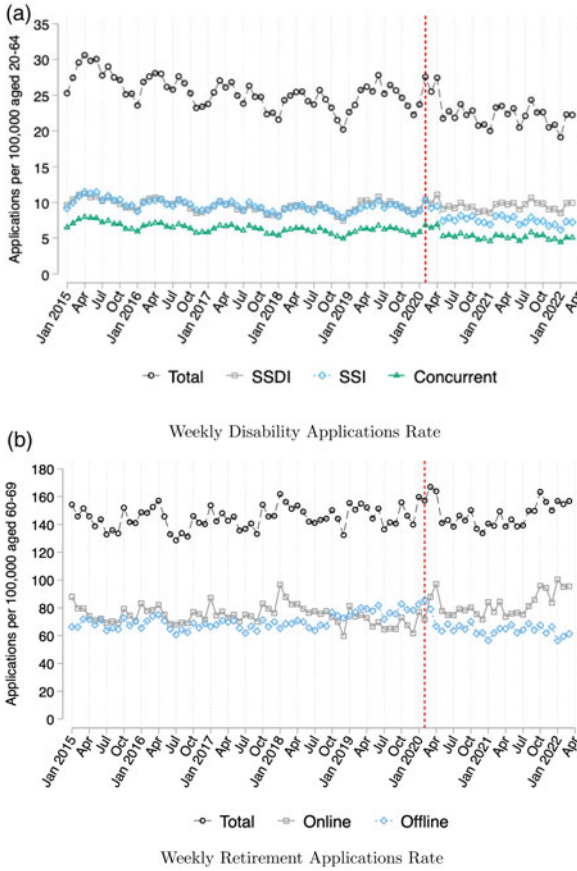 (a)
Applications per 100,000 aged 20-64
35
30
25
20
15
10
5
0
Jan 2015
Apr
Jul
Oct
Jan 2016
Apr
Jul
Oct
Jan 2017
Apr
Jul
Oct
Jan 2018
Apr
Jul
Oct
Jan 2019
Apr
Jul
Oct
Jan 2020
Apr
Jul
Oct
Jan 2021
Apr
Jul
Oct
Jan 2022
Apr
Total SSDI SSI Concurrent
Weekly Disability Applications Rate
(b)
Applications per 100,000 aged 60-69
180
160
140
120
100
80
60
40
20
0
Jan 2015
Apr
Jul
Oct
Jan 2016
Apr
Jul
Oct
Jan 2017
Apr
Jul
Oct
Jan 2018
Apr
Jul
Oct
Jan 2019
Apr
Jul
Oct
Jan 2020
Apr
Jul
Oct
Jan 2021
Apr
Jul
Oct
Jan 2022
Apr
Total Online Offline
Weekly Retirement Applications Rate